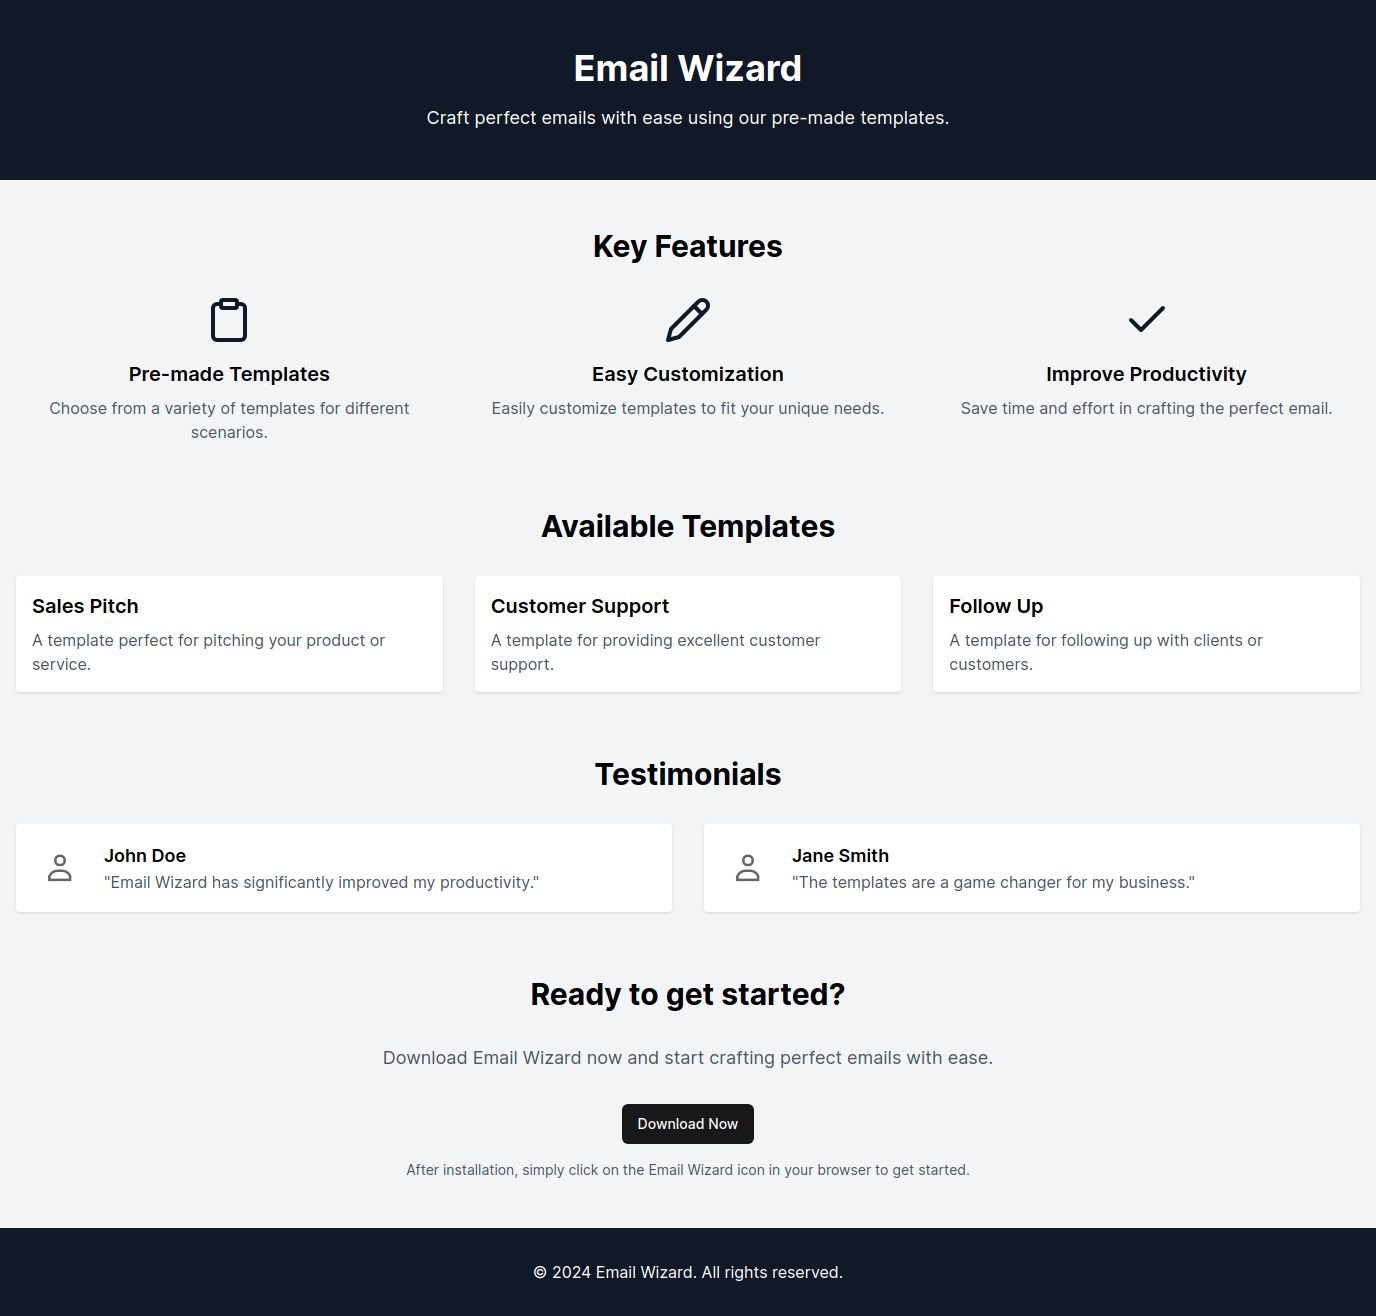 Email Wizard
Craft perfect emails with ease using our pre-made templates.
Key Features
Pre-made Templates
Choose from a variety of templates for different
scenarios.
Easy Customization
Easily customize templates to fit your unique needs.
Improve Productivity
Save time and effort in crafting the perfect email.
Available Templates
Sales Pitch
A template perfect for pitching your product or
service.
Customer Support
A template for providing excellent customer
support.
Follow Up
A template for following up with clients or
customers.
Testimonials
John Doe
"Email Wizard has significantly improved my productivity."
Jane Smith
"The templates are a game changer for my business."
Ready to get started?
Download Email Wizard now and start crafting perfect emails with ease.
Download Now
After installation, simply click on the Email Wizard icon in your browser to get started.
© 2024 Email Wizard. All rights reserved.